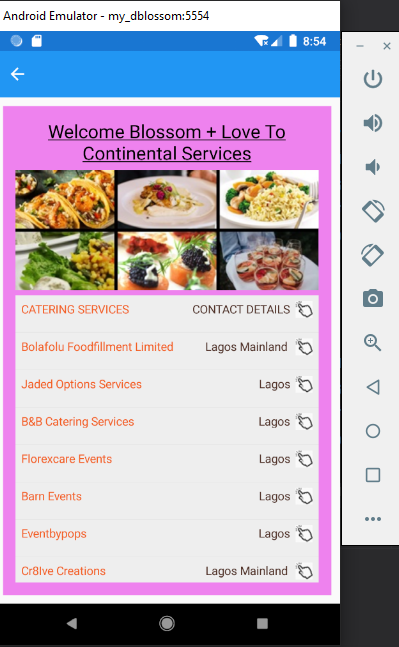 Android Emulator - my_dblossom:5554
8:54
Welcome Blossom + Love To
Continental Services
CATERING SERVICES CONTACT DETAILS
Bolafolu Foodfillment Limited Lagos Mainland
Jaded Options Services Lagos
B&B Catering Services Lagos
Florexcare Events Lagos
Barn Events Lagos
Eventbypops Lagos
Cr8Ive Creations Lagos Mainland